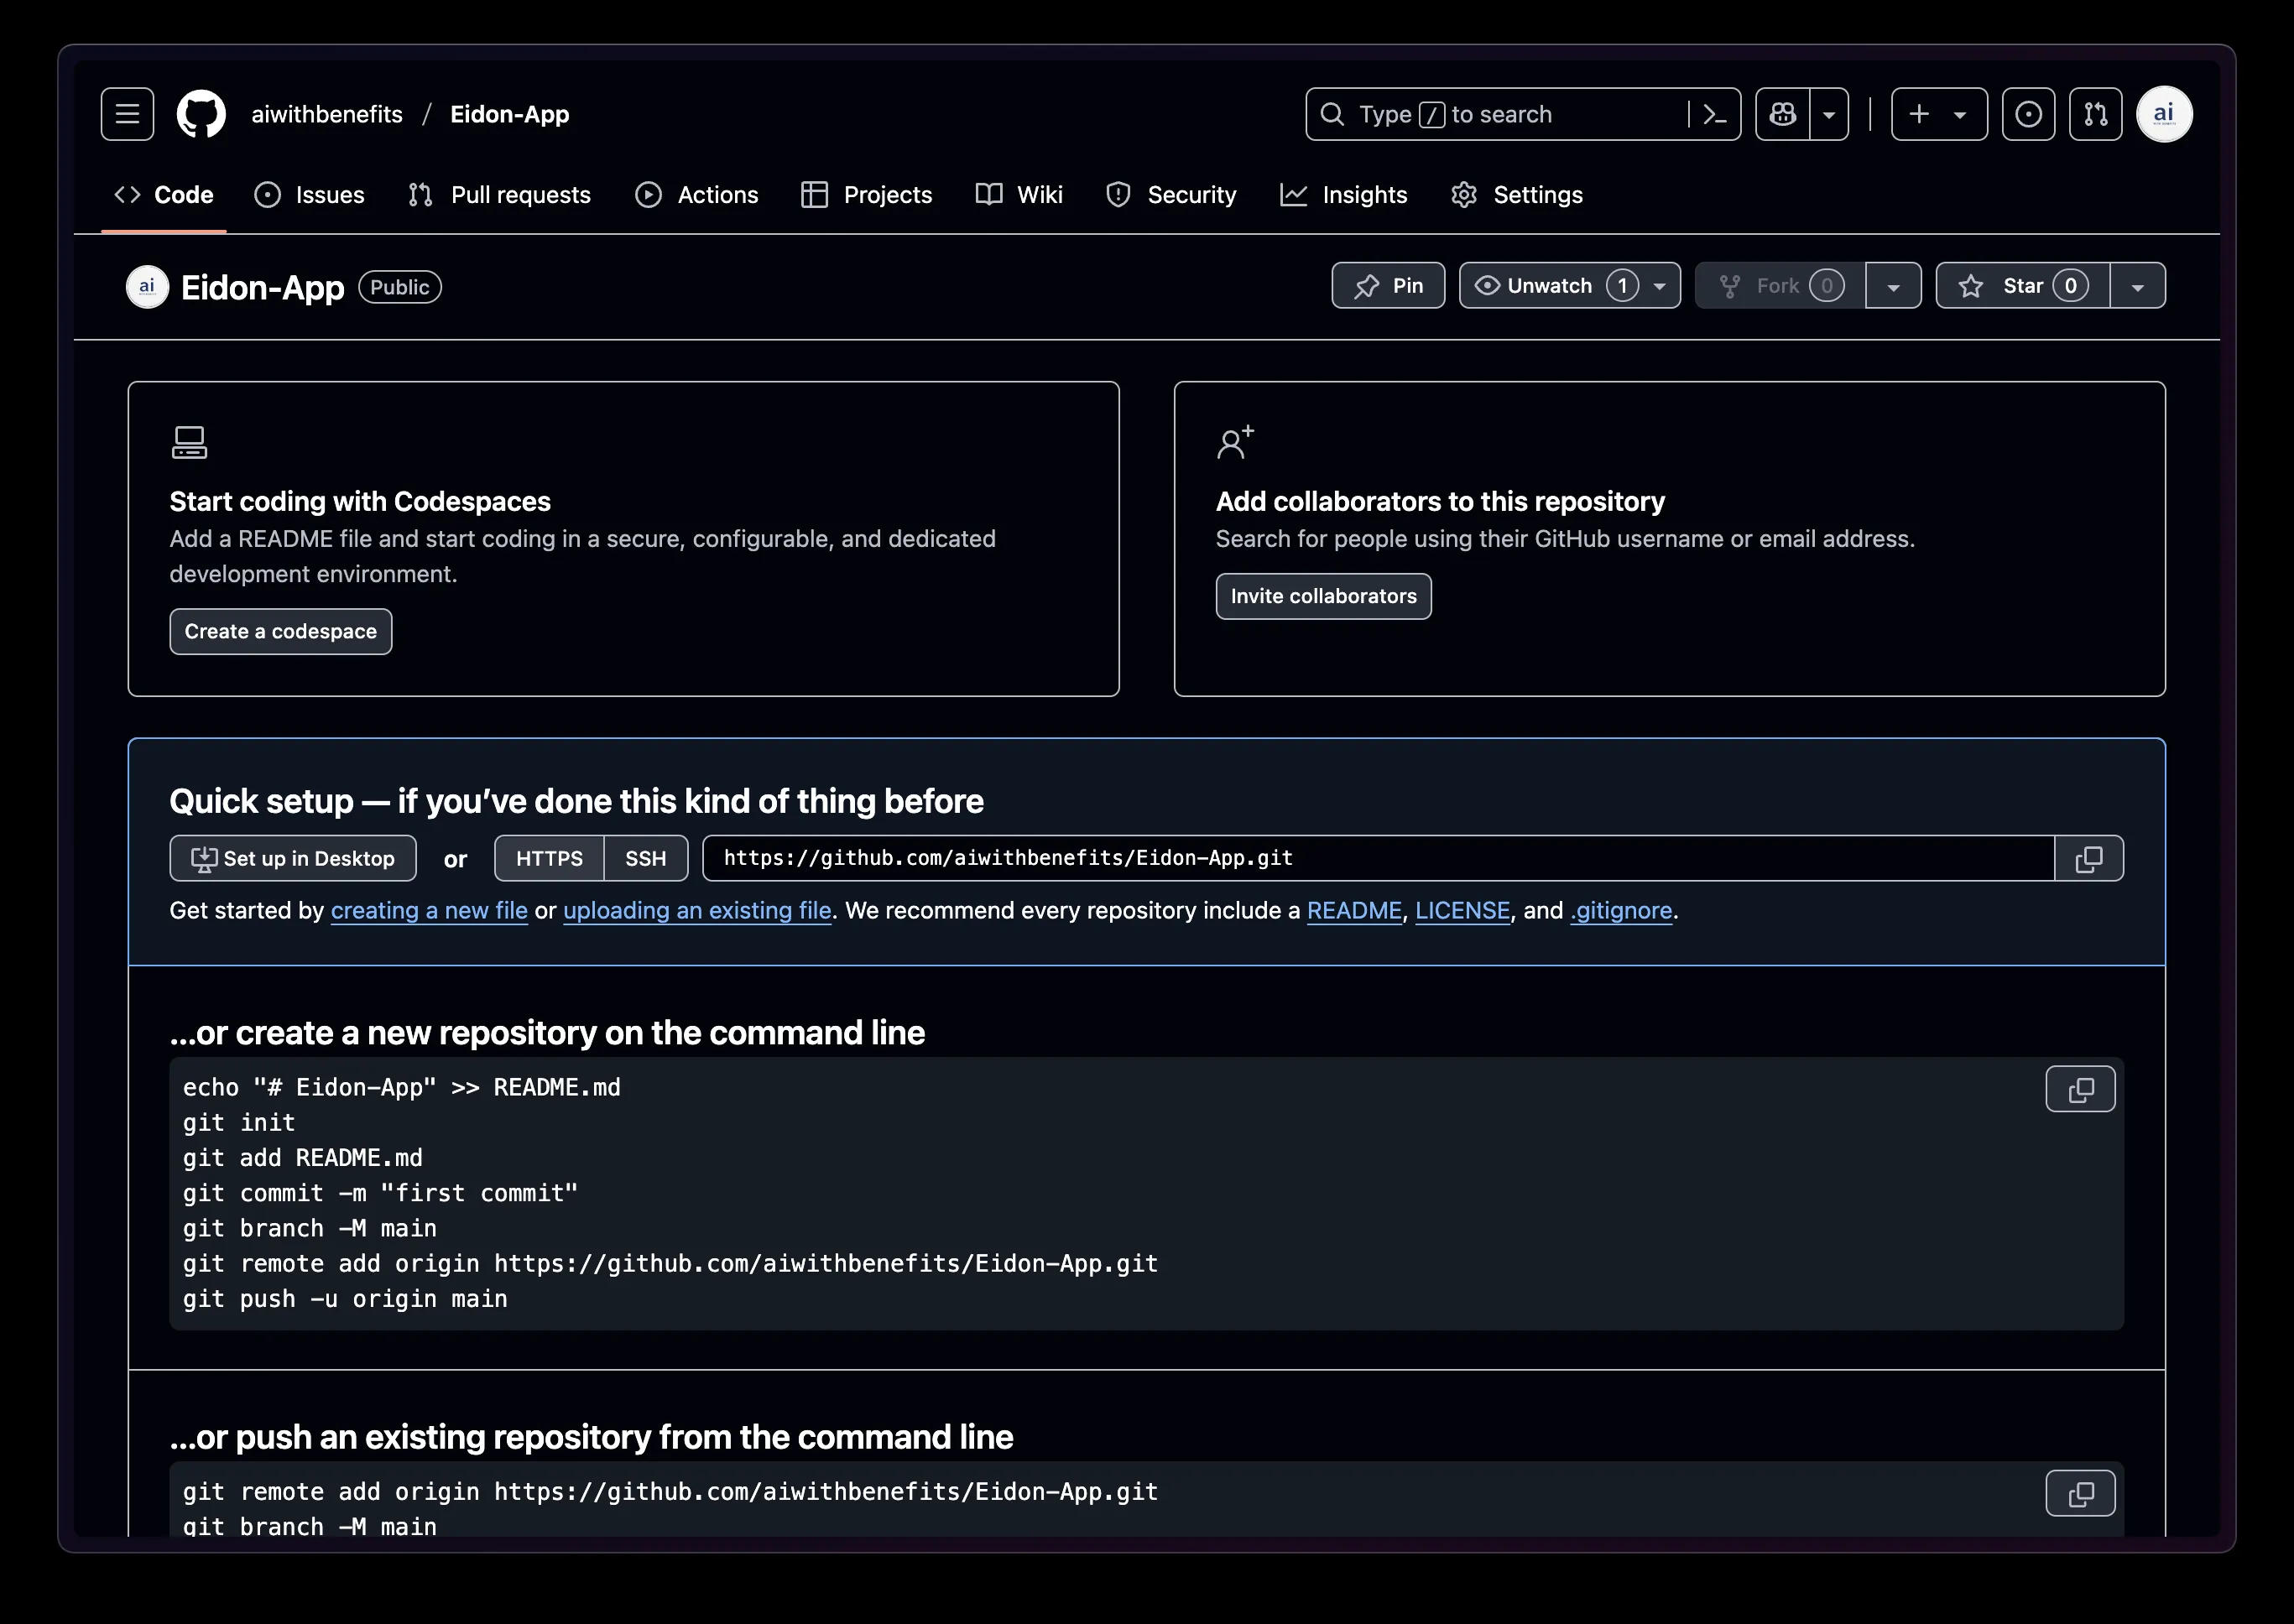 aiwithbenefits / Eidon-App
Type / to search
ai
Code
Issues
Pull requests
Actions
Projects
Wiki
Security
Insights
Settings
ai
Eidon-App
Public
Pin
Unwatch 1
Fork 0
Star 0
Start coding with Codespaces
Add a README file and start coding in a secure, configurable, and dedicated
development environment.
Create a codespace
Add collaborators to this repository
Search for people using their GitHub username or email address.
Invite collaborators
Quick setup — if you’ve done this kind of thing before
Set up in Desktop or HTTPS SSH https://github.com/aiwithbenefits/Eidon-App.git
Get started by creating a new file or uploading an existing file. We recommend every repository include a README, LICENSE, and .gitignore.
…or create a new repository on the command line
echo "# Eidon-App" >> README.md
git init
git add README.md
git commit -m "first commit"
git branch -M main
git remote add origin https://github.com/aiwithbenefits/Eidon-App.git
git push -u origin main
…or push an existing repository from the command line
git remote add origin https://github.com/aiwithbenefits/Eidon-App.git
git branch -M main